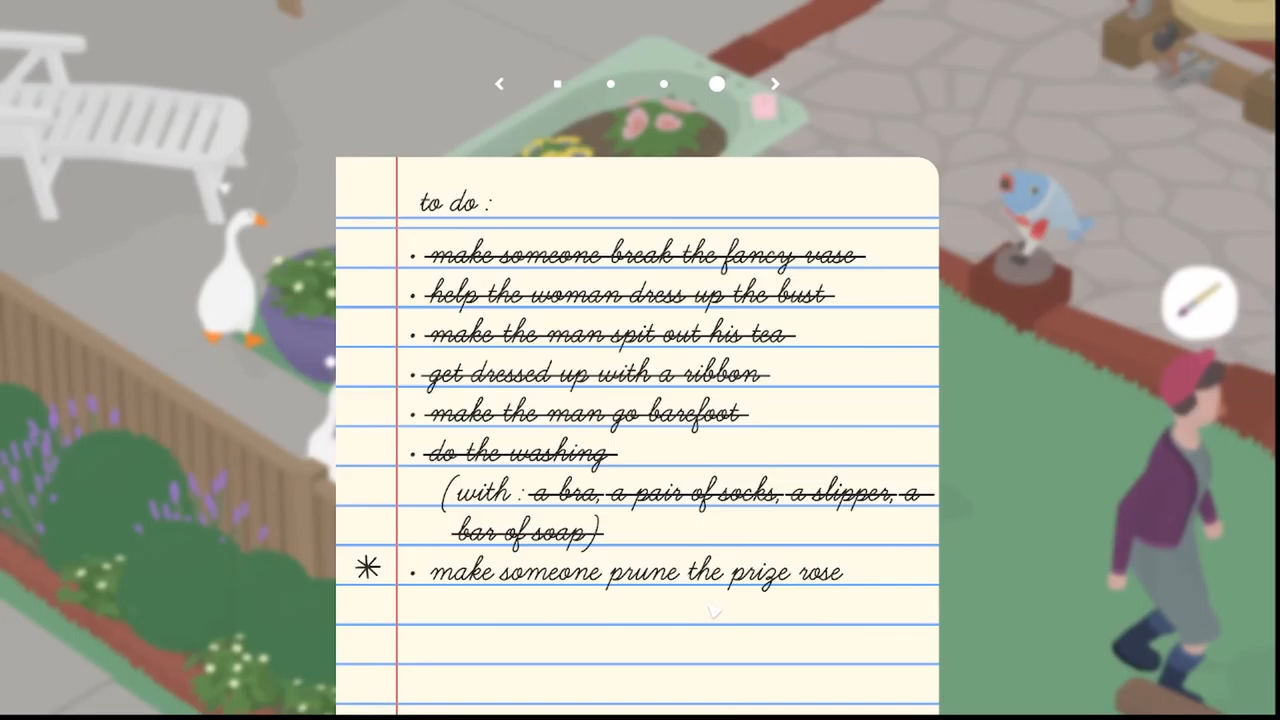 to do :
• make someone break the fancy vase
• help the woman dress up the bust
• make the man spit out his tea
• get dressed up with a ribbon
• make the man go barefoot
• do the washing
(with : a bra, a pair of socks, a slipper, a
bar of soap)
* • make someone prune the prize rose